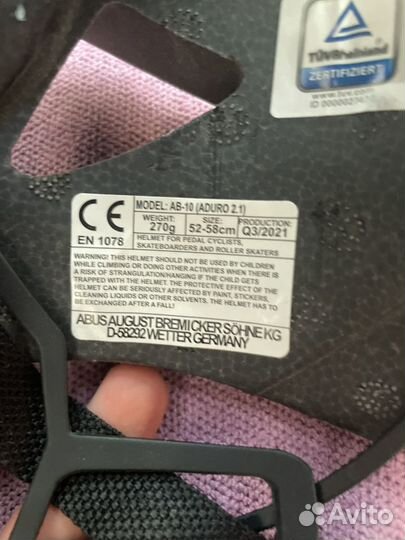 TÜVRheinland
ZERTIFIZIERT
www.tuv.com
MODEL: AB-10 (ADURO 2.1)
WEIGHT: SIZE: PRODUCTION:
270g 52-58cm Q3/2021
CE
EN 1078
HELMET FOR PEDAL CYCLISTS,
SKATEBOARDERS AND ROLLER SKATERS
WARNING! THIS HELMET SHOULD NOT BE USED BY CHILDREN
WHILE CLIMBING OR DOING OTHER ACTIVITIES WHEN THERE IS
A RISK OF STRANGULATION/HANGING IF THE CHILD GETS
TRAPPED WITH THE HELMET. THE PROTECTIVE EFFECT OF THE
HELMET CAN BE SERIOUSLY AFFECTED BY PAINT, STICKERS,
CLEANING LIQUIDS OR OTHER SOLVENTS. THIS HELMET HAS TO
BE EXCHANGED AFTER A FALL!
ABUS AUGUST BREMICKER SÖHNE KG
D-58292 WETTER GERMANY
Avito